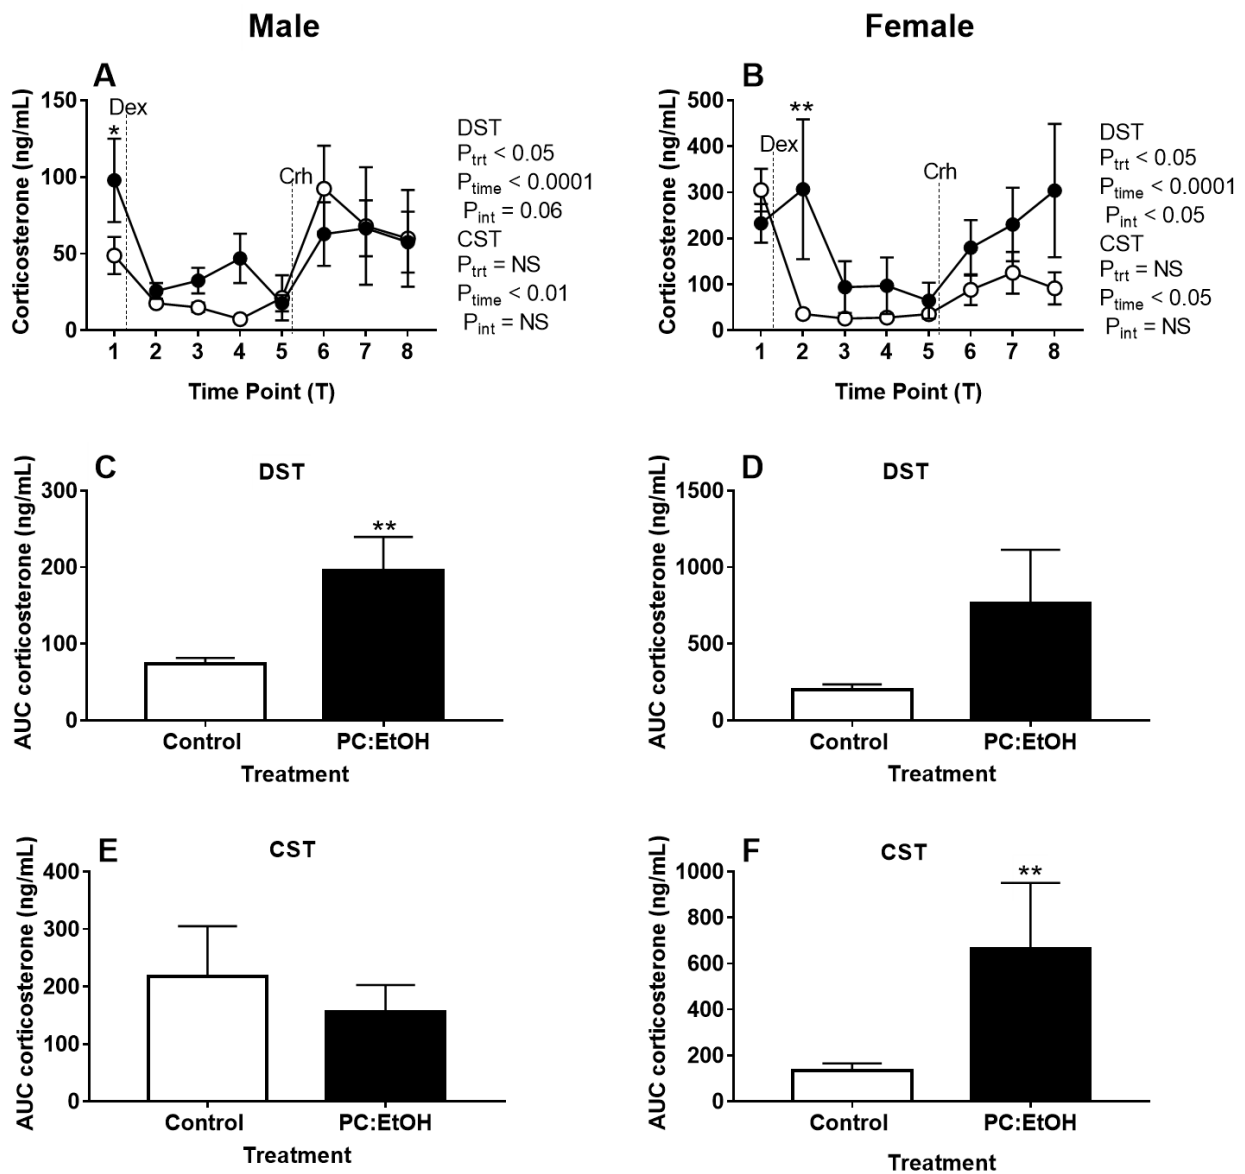 Male
Female
A
Corticosterone (ng/mL)
150
100
50
0
Dex
*
Crh
1 2 3 4 5 6 7 8
Time Point (T)
DST
Ptrt < 0.05
Ptime < 0.0001
Pint = 0.06
CST
Ptrt = NS
Ptime < 0.01
Pint = NS
B
Corticosterone (ng/mL)
500
400
300
200
100
0
Dex
**
Crh
1 2 3 4 5 6 7 8
Time Point (T)
DST
Ptrt < 0.05
Ptime < 0.0001
Pint < 0.05
CST
Ptrt = NS
Ptime < 0.05
Pint = NS
C
DST
AUC corticosterone (ng/mL)
300
200
100
0
**
Control PC:EtOH
Treatment
D
DST
AUC corticosterone (ng/mL)
1500
1000
500
0
Control PC:EtOH
Treatment
E
CST
AUC corticosterone (ng/mL)
400
300
200
100
0
Control PC:EtOH
Treatment
F
CST
AUC corticosterone (ng/mL)
1000
800
600
400
200
0
**
Control PC:EtOH
Treatment